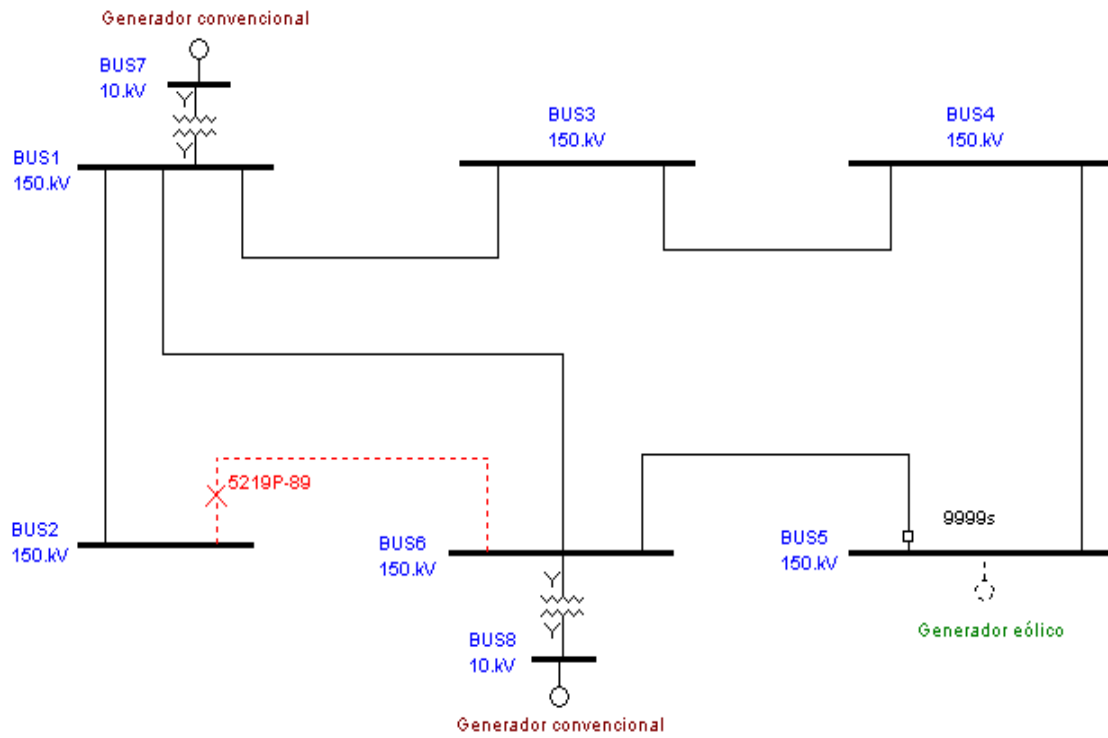 Generador convencional
BUS7
10.kV
BUS1
150.kV
BUS3
150.kV
BUS4
150.kV
5219P-89
BUS2
150.kV
BUS6
150.kV
9999s
BUS5
150.kV
Generador eólico
BUS8
10.kV
Generador convencional